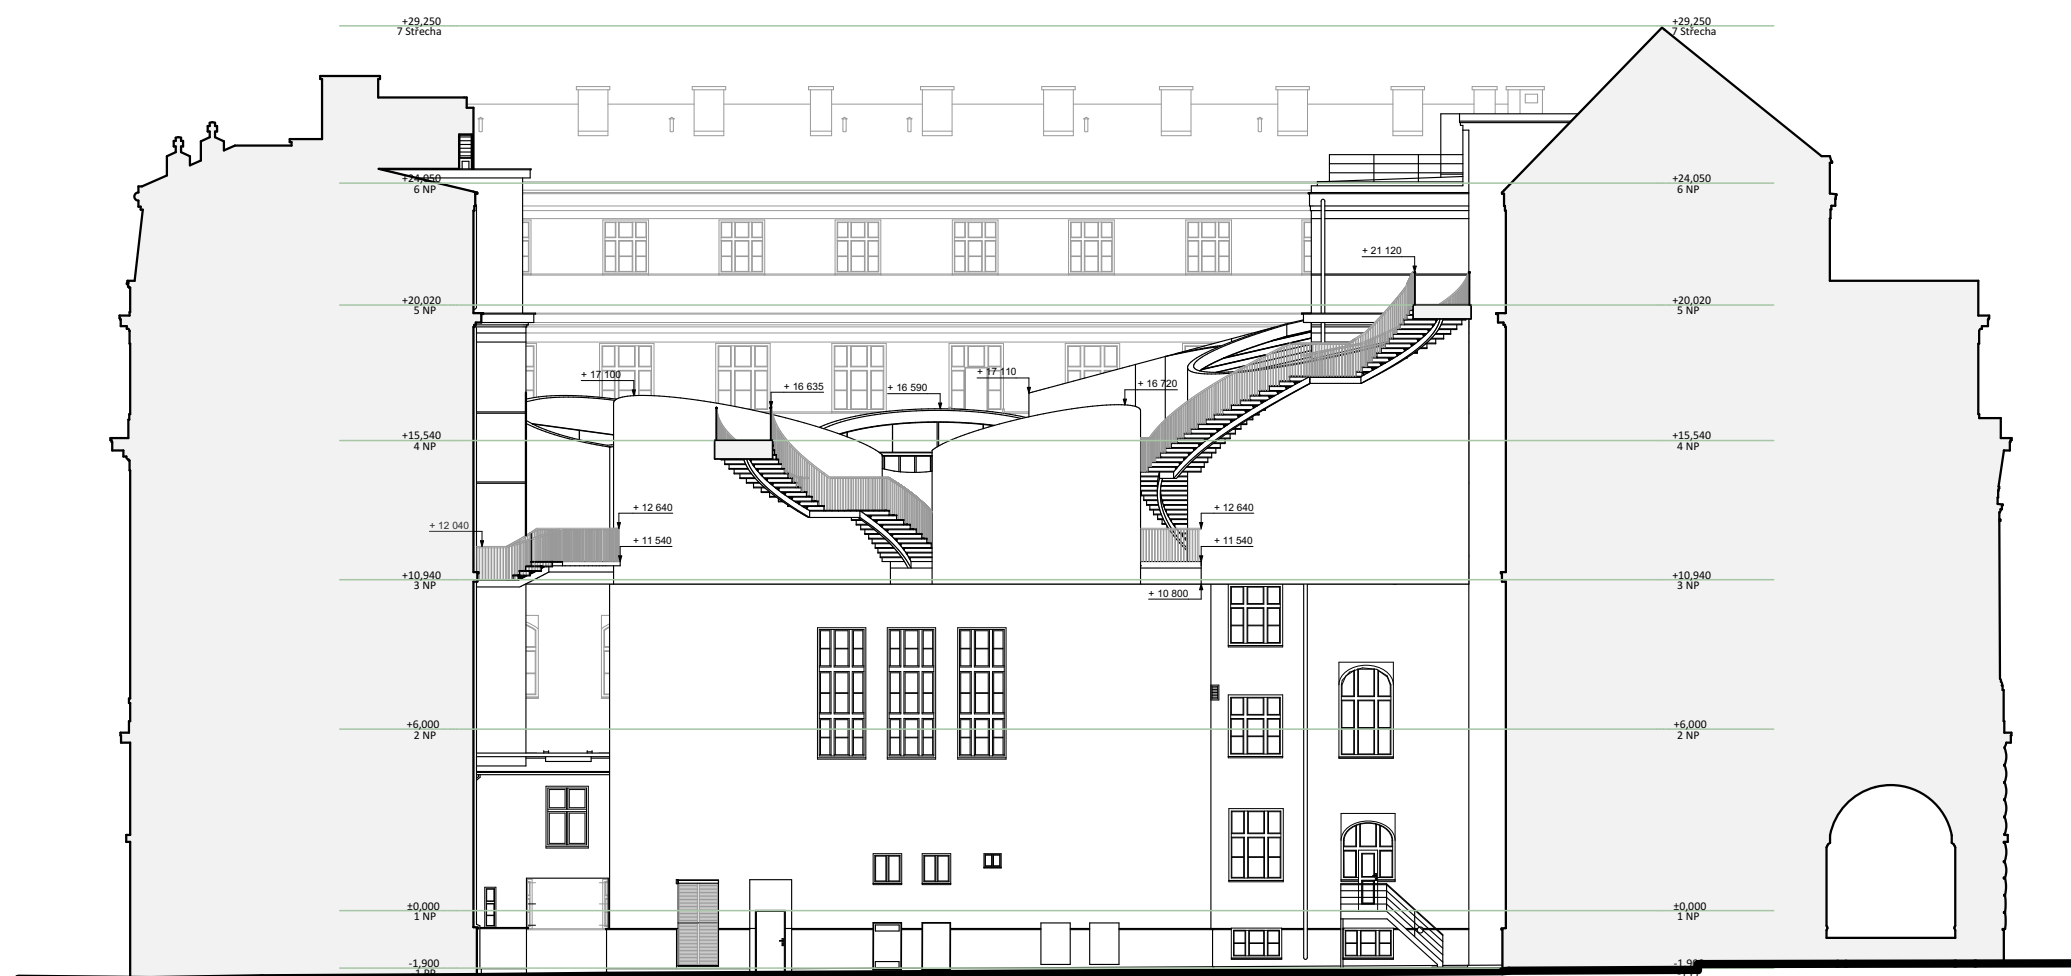 +29,250
7 Střecha
+29,250
7 Střecha
+24,050
6 NP
+24,050
6 NP
+ 21 120
+20,020
5 NP
+20,020
5 NP
+ 17 100
+ 16 635
+ 16 590
+ 17 110
+ 16 720
+15,540
4 NP
+15,540
4 NP
+ 12 040
+ 12 640
+ 12 640
+ 11 540
+ 11 540
+10,940
3 NP
+10,940
3 NP
+ 10 800
+6,000
2 NP
+6,000
2 NP
±0,000
1 NP
±0,000
1 NP
-1,900